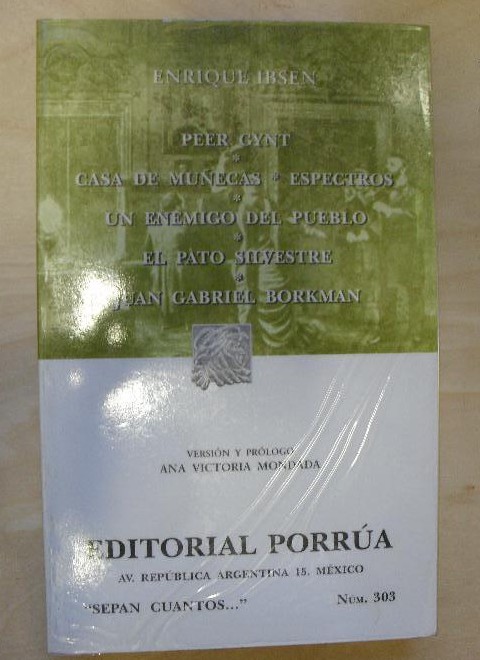 ENRIQUE IBSEN
PEER GYNT
*
CASA DE MUÑECAS * ESPECTROS
*
UN ENEMIGO DEL PUEBLO
*
EL PATO SILVESTRE
*
JUAN GABRIEL BORKMAN
VERSIÓN Y PRÓLOGO
ANA VICTORIA MONDADA
EDITORIAL PORRÚA
AV. REPÚBLICA ARGENTINA 15, MÉXICO
"SEPAN CUANTOS..." NÚM. 303